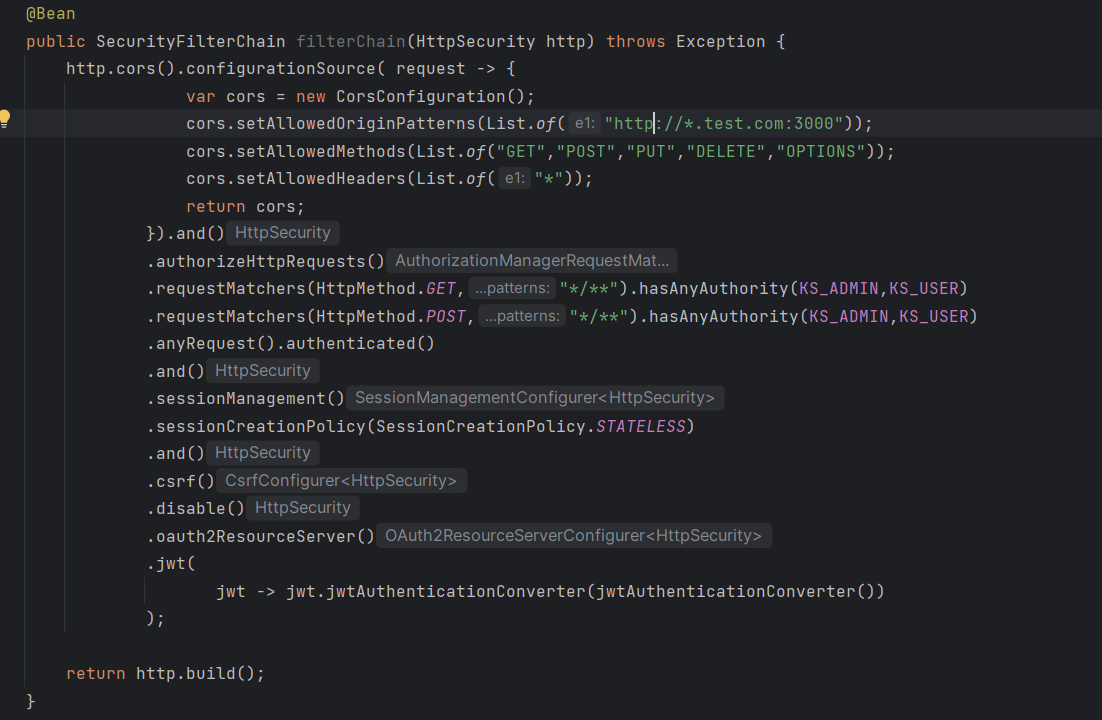 @Bean
public SecurityFilterChain filterChain(HttpSecurity http) throws Exception {
    http.cors().configurationSource( request -> {
                var cors = new CorsConfiguration();
                cors.setAllowedOriginPatterns(List.of( e1: "http://*.test.com:3000"));
                cors.setAllowedMethods(List.of("GET","POST","PUT","DELETE","OPTIONS"));
                cors.setAllowedHeaders(List.of( e1: "*"));
                return cors;
            }).and() HttpSecurity
            .authorizeHttpRequests() AuthorizationManagerRequestMat...
            .requestMatchers(HttpMethod.GET, ...patterns: "*/**").hasAnyAuthority(KS_ADMIN,KS_USER)
            .requestMatchers(HttpMethod.POST, ...patterns: "*/**").hasAnyAuthority(KS_ADMIN,KS_USER)
            .anyRequest().authenticated()
            .and() HttpSecurity
            .sessionManagement() SessionManagementConfigurer<HttpSecurity>
            .sessionCreationPolicy(SessionCreationPolicy.STATELESS)
            .and() HttpSecurity
            .csrf() CsrfConfigurer<HttpSecurity>
            .disable() HttpSecurity
            .oauth2ResourceServer() OAuth2ResourceServerConfigurer<HttpSecurity>
            .jwt(
                    jwt -> jwt.jwtAuthenticationConverter(jwtAuthenticationConverter())
            );
    return http.build();
}